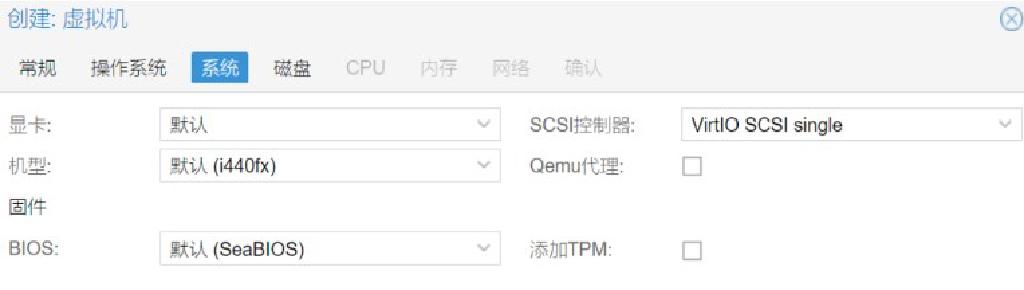 创建: 虚拟机
常规 操作系统 系统 磁盘 CPU 内存 网络 确认
显卡: 默认 SCSI控制器: VirtIO SCSI single
机型: 默认 (i440fx) Qemu代理:
固件
BIOS: 默认 (SeaBIOS) 添加TPM: